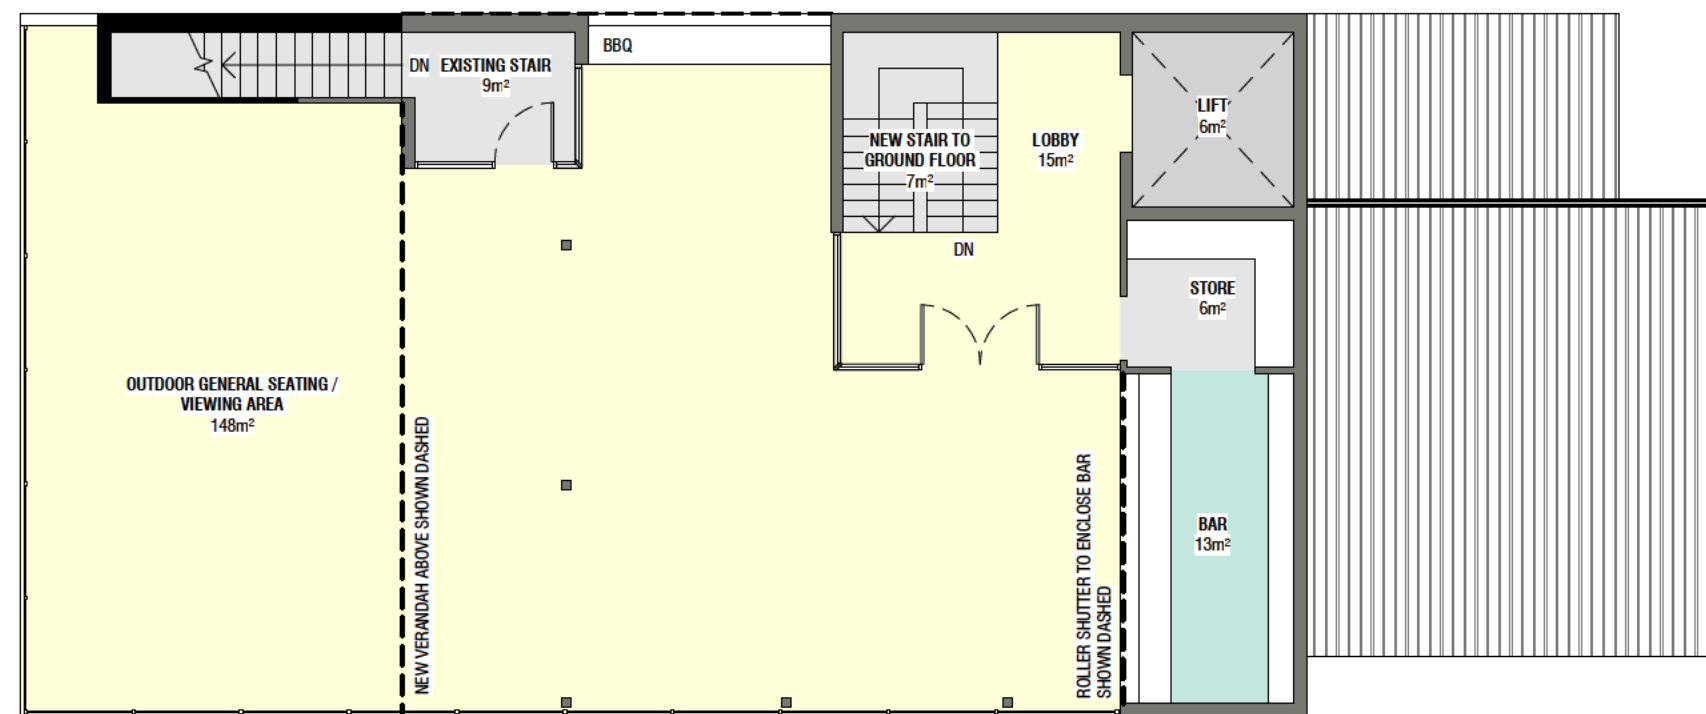 BBQ
DN
EXISTING STAIR
9m²
LIFT
6m²
NEW STAIR TO
GROUND FLOOR
7m²
LOBBY
15m²
DN
STORE
6m²
OUTDOOR GENERAL SEATING /
VIEWING AREA
148m²
NEW VERANDAH ABOVE SHOWN DASHED
ROLLER SHUTTER TO ENCLOSE BAR
SHOWN DASHED
BAR
13m²